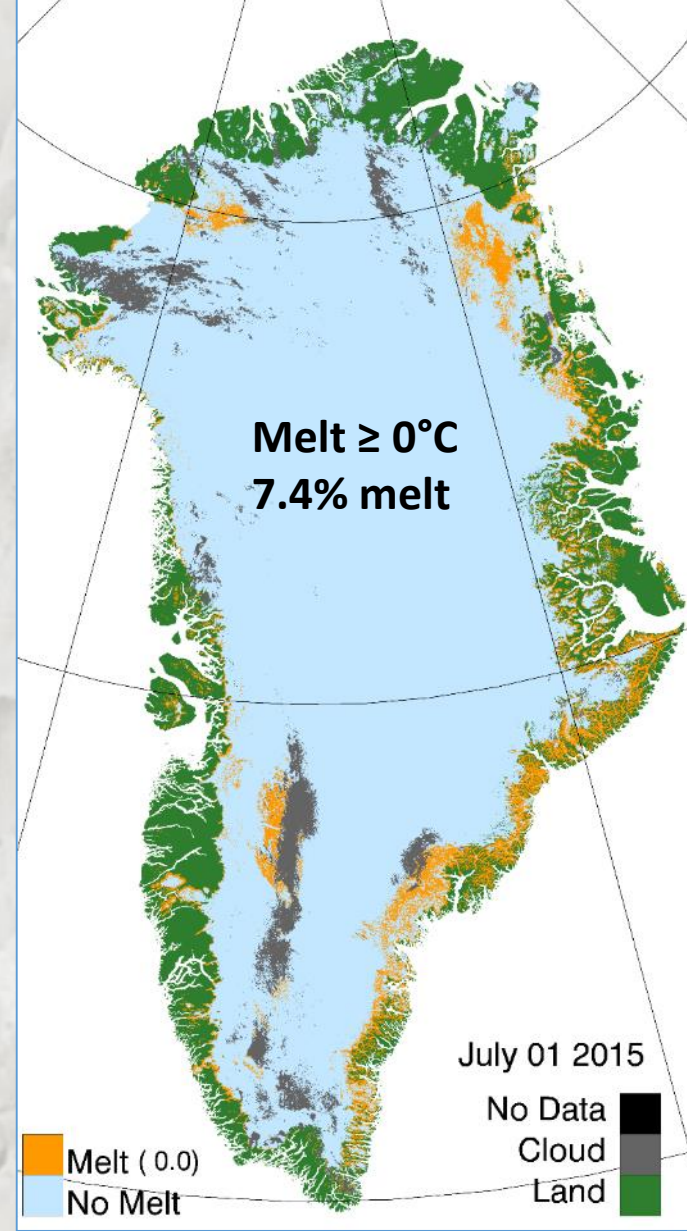 Melt ≥ 0°C
7.4% melt
July 01 2015
No Data
Cloud
Land
Melt ( 0.0)
No Melt